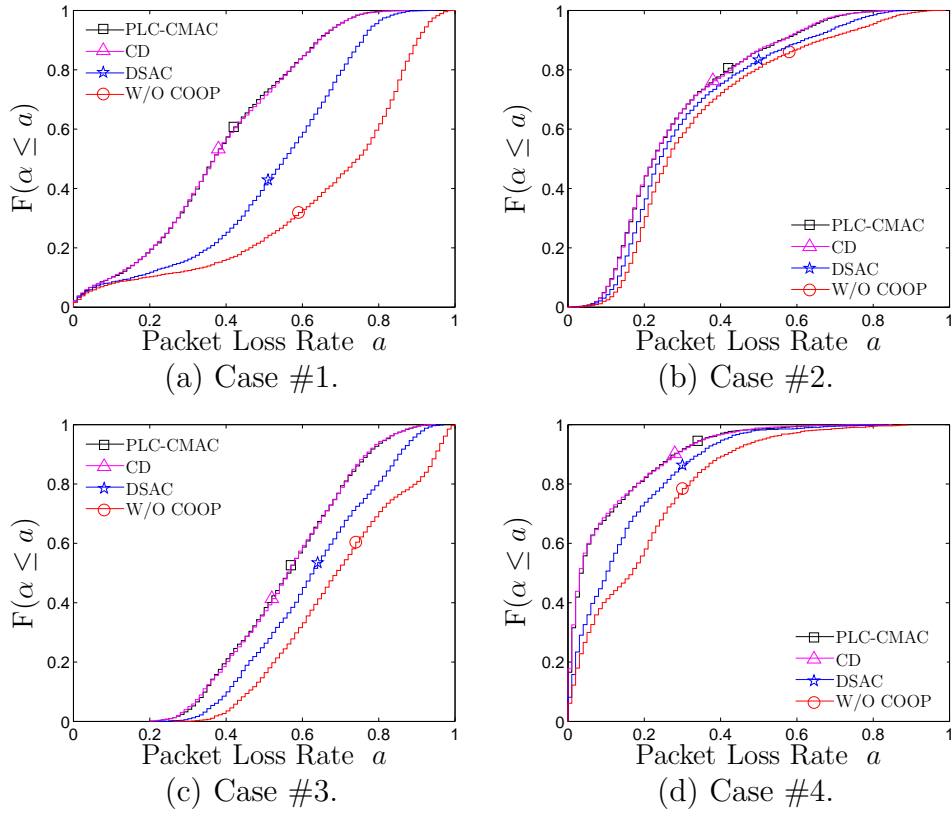 1
0.8
0.6
0.4
0.2
0
0 0.2 0.4 0.6 0.8 1
F(α ≤ a)
Packet Loss Rate a
PLC-CMAC
CD
DSAC
W/O COOP
(a) Case #1.
1
0.8
0.6
0.4
0.2
0
0 0.2 0.4 0.6 0.8 1
F(α ≤ a)
Packet Loss Rate a
PLC-CMAC
CD
DSAC
W/O COOP
(b) Case #2.
1
0.8
0.6
0.4
0.2
0
0 0.2 0.4 0.6 0.8 1
F(α ≤ a)
Packet Loss Rate a
PLC-CMAC
CD
DSAC
W/O COOP
(c) Case #3.
1
0.8
0.6
0.4
0.2
0
0 0.2 0.4 0.6 0.8 1
F(α ≤ a)
Packet Loss Rate a
PLC-CMAC
CD
DSAC
W/O COOP
(d) Case #4.